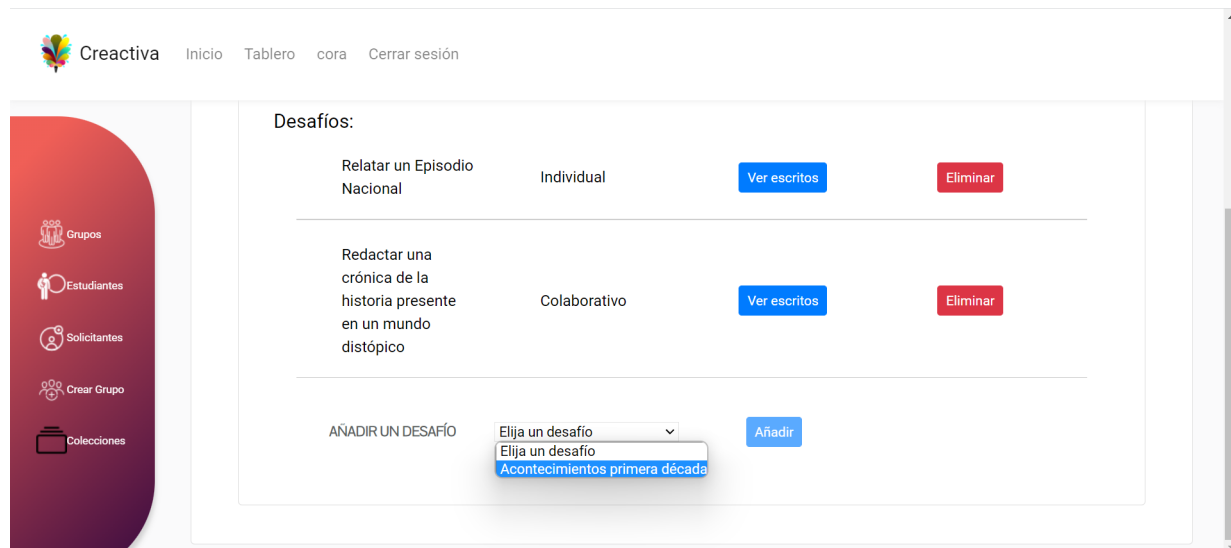 Creactiva Inicio Tablero cora Cerrar sesión
Desafíos:
Relatar un Episodio
Nacional
Individual
Ver escritos
Eliminar
Redactar una
crónica de la
historia presente
en un mundo
distópico
Colaborativo
Ver escritos
Eliminar
AÑADIR UN DESAFÍO
Elija un desafío
Añadir
Elija un desafío
Acontecimientos primera década
Grupos
Estudiantes
Solicitantes
Crear Grupo
Colecciones